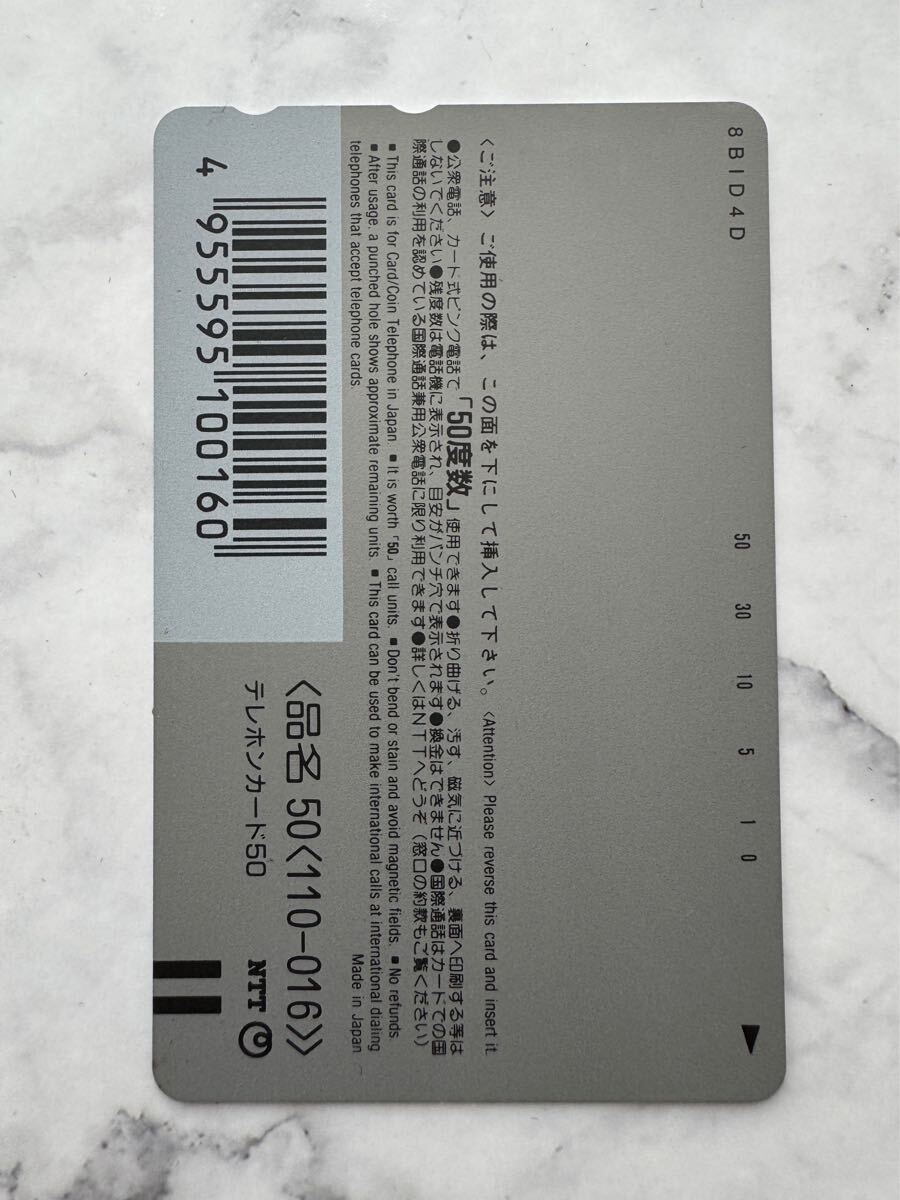 8B1D4D
50 30 10 5 1 0
〈ご注意〉ご使用の際は、この面を下にして挿入して下さい。〈Attention〉Please reverse this card and insert it.
●公衆電話、カード式ピンク電話で「50度数」使用できます●折り曲げる、汚す、磁気に近づける、裏面へ印刷する等は
しないでください●残度数は電話機に表示され、目安がパンチ穴で表示されます●換金はできません●国際通話はカードでの国
際通話の利用を認めている国際通話兼用公衆電話に限り利用できます●詳しくはNTTへどうぞ(窓口の約款もご覧ください)
■This card is for Card/Coin Telephone in Japan. ■It is worth「50」call units. ■Don't bend or stain and avoid magnetic fields. ■No refunds.
■After usage, a punched hole shows approximate remaining units. ■This card can be used to make international calls at international dialing
telephones that accept telephone cards.
Made in Japan
4 955595 100160
〈品名 50〈110-016〉〉
テレホンカード50
NTT